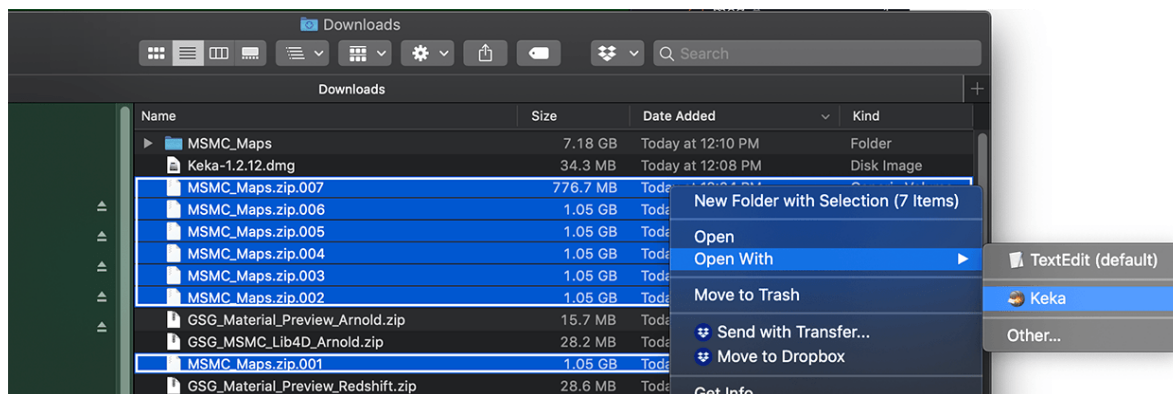 Downloads
Search
Downloads
Name Size Date Added Kind
MSMC_Maps 7.18 GB Today at 12:10 PM Folder
Keka-1.2.12.dmg 34.3 MB Today at 12:08 PM Disk Image
MSMC_Maps.zip.007 776.7 MB
MSMC_Maps.zip.006 1.05 GB
MSMC_Maps.zip.005 1.05 GB
MSMC_Maps.zip.004 1.05 GB
MSMC_Maps.zip.003 1.05 GB
MSMC_Maps.zip.002 1.05 GB
GSG_Material_Preview_Arnold.zip 15.7 MB
GSG_MSMC_Lib4D_Arnold.zip 28.2 MB
MSMC_Maps.zip.001 1.05 GB
GSG_Material_Preview_Redshift.zip 28.6 MB
New Folder with Selection (7 Items)
Open
Open With
Move to Trash
Send with Transfer...
Move to Dropbox
Get Info
TextEdit (default)
Keka
Other...